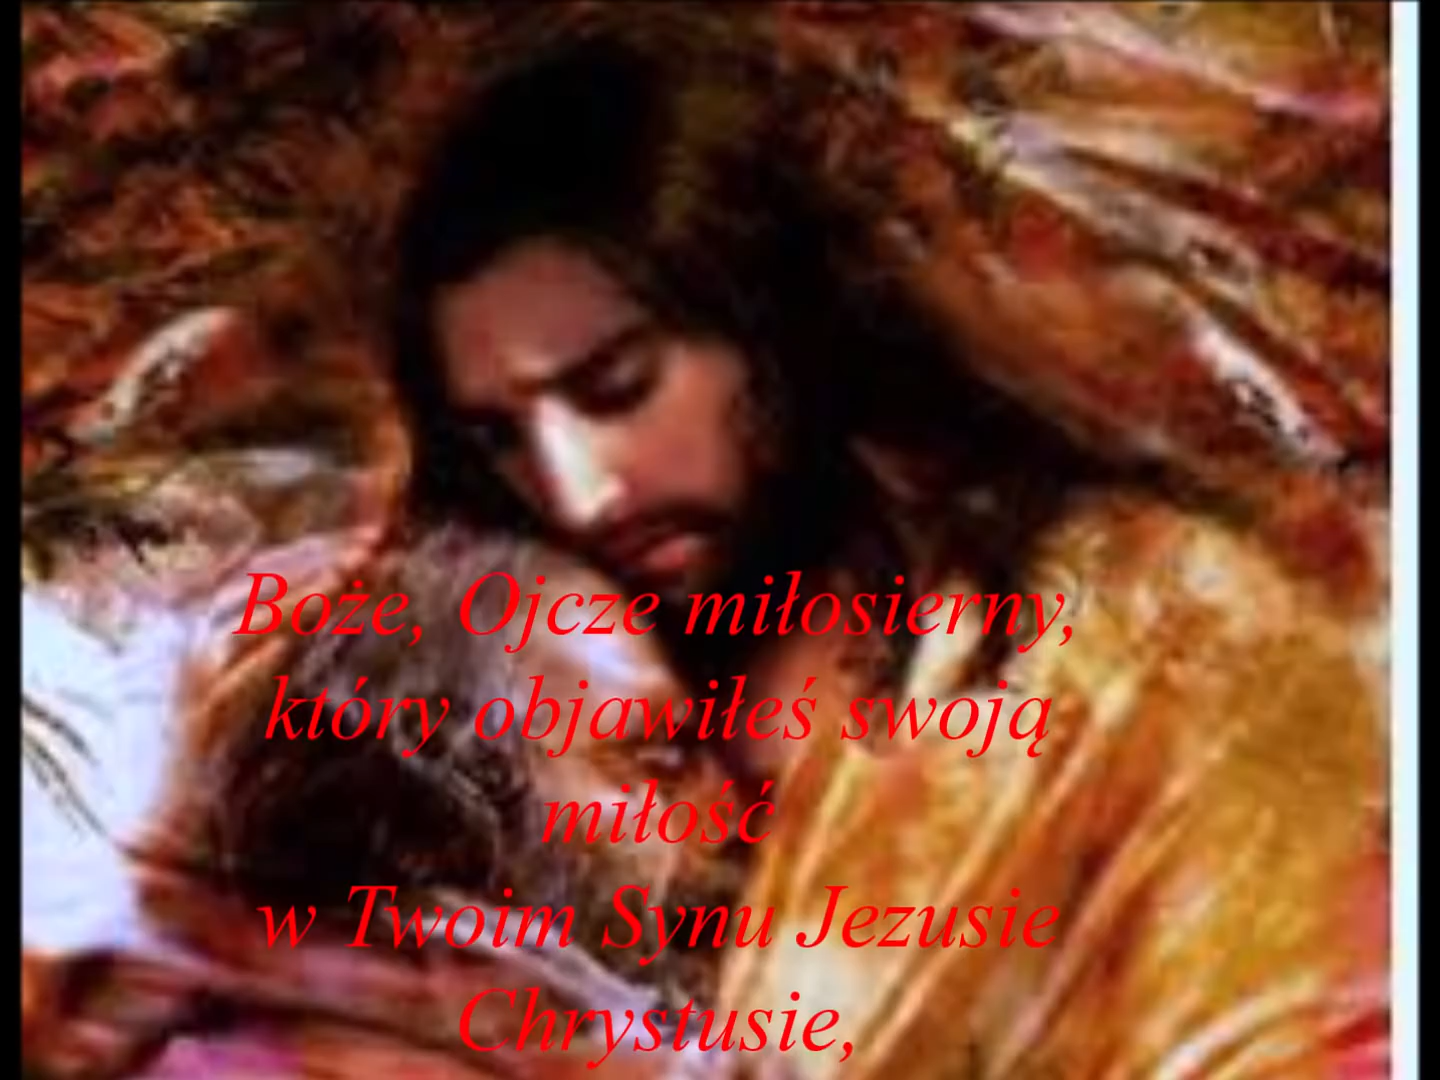 Boże, Ojcze miłosierny,
który objawiłeś swoją
miłość
w Twoim Synu Jezusie
Chrystusie,